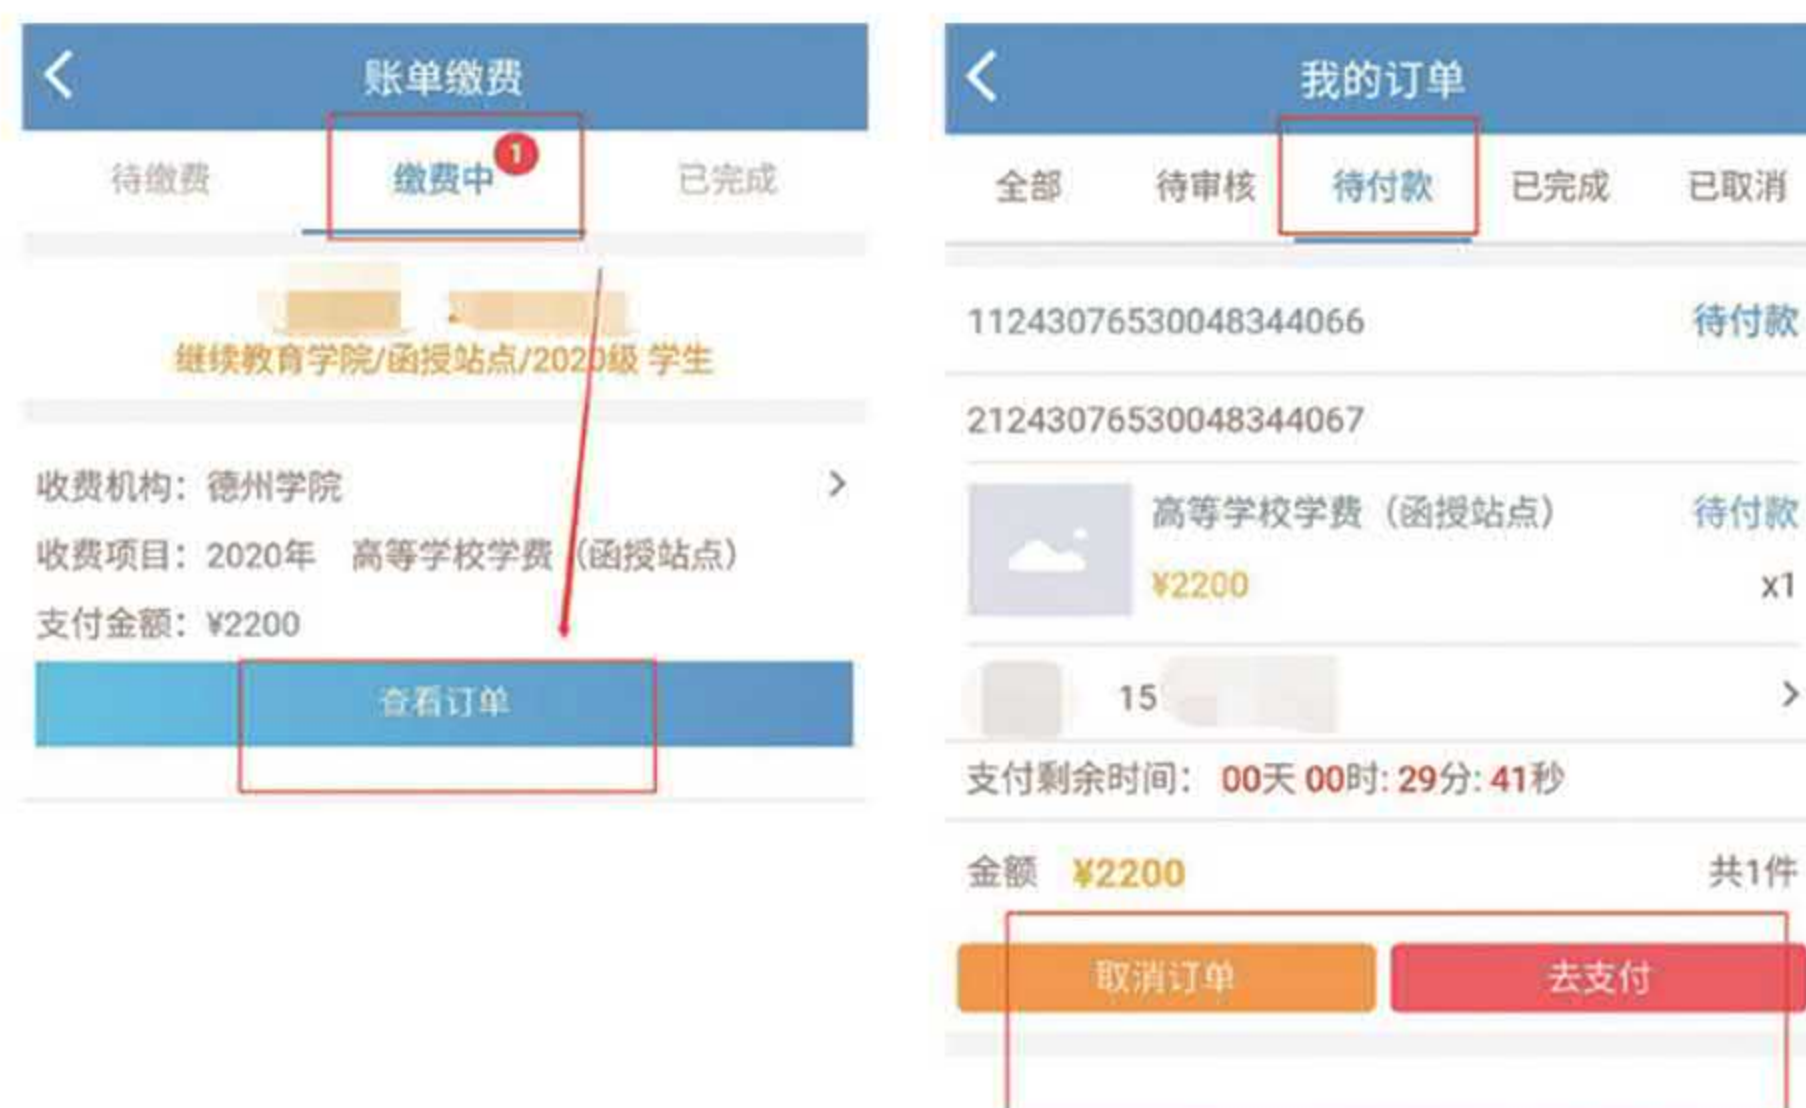 账单缴费
待缴费 缴费中 1 已完成
继续教育学院/函授站点/2020级 学生
收费机构：德州学院
收费项目：2020年 高等学校学费（函授站点）
支付金额：¥2200
查看订单
我的订单
全部 待审核 待付款 已完成 已取消
11243076530048344066 待付款
21243076530048344067
高等学校学费（函授站点） 待付款
¥2200 x1
15
支付剩余时间：00天 00时: 29分: 41秒
金额 ¥2200 共1件
取消订单 去支付